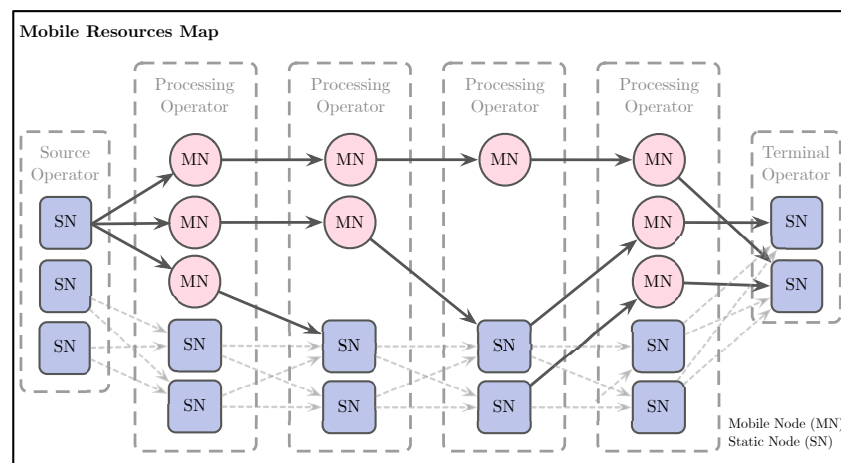 Mobile Resources Map
Processing
Operator
Processing
Operator
Processing
Operator
Processing
Operator
Source
Operator
Terminal
Operator
MN
MN
MN
MN
SN
MN
MN
MN
SN
SN
MN
MN
SN
SN
SN
SN
SN
SN
SN
SN
SN
SN
Mobile Node (MN)
Static Node (SN)